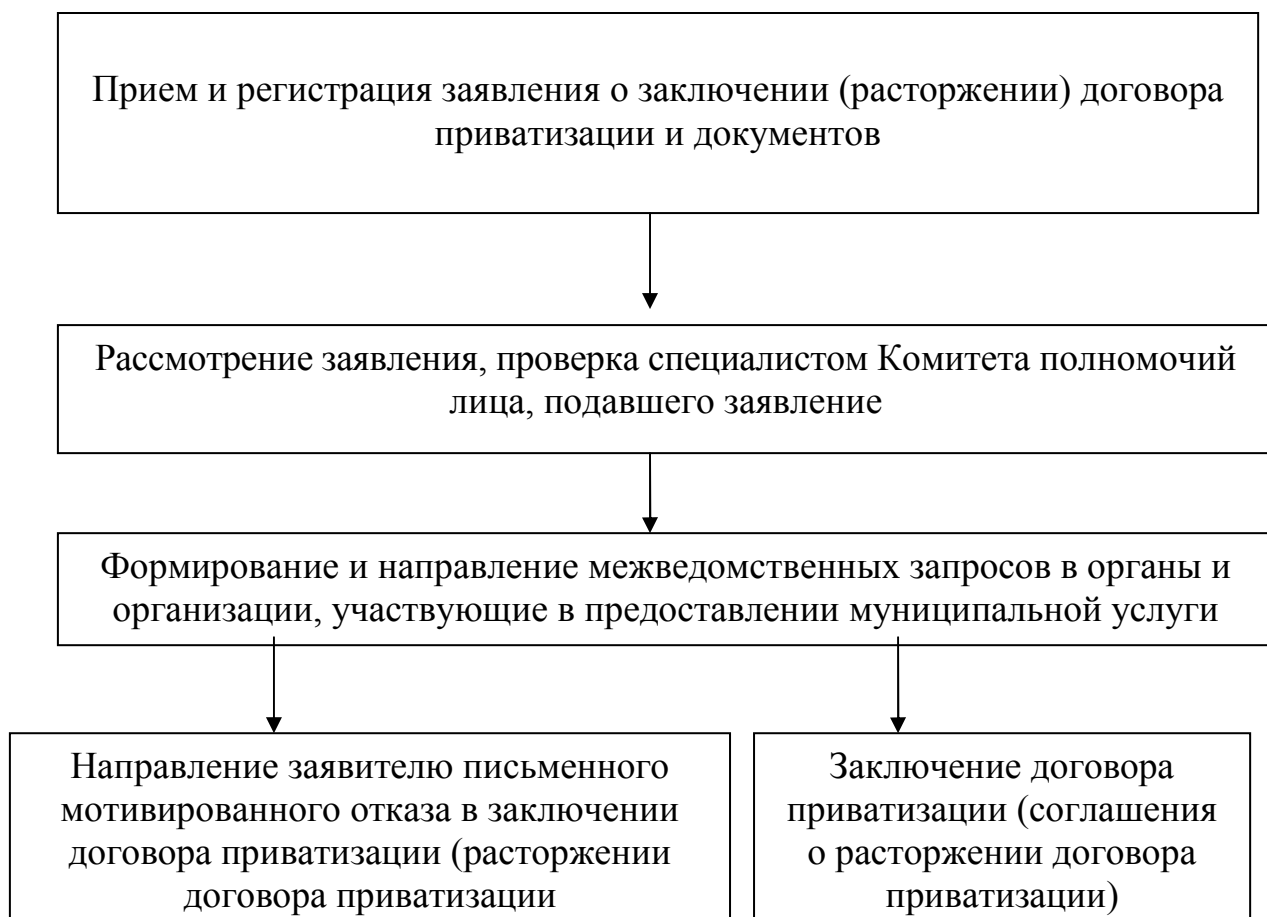 Прием и регистрация заявления о заключении (расторжении) договора
приватизации и документов
Рассмотрение заявления, проверка специалистом Комитета полномочий
лица, подавшего заявление
Формирование и направление межведомственных запросов в органы и
организации, участвующие в предоставлении муниципальной услуги
Направление заявителю письменного
мотивированного отказа в заключении
договора приватизации (расторжении
договора приватизации
Заключение договора
приватизации (соглашения
о расторжении договора
приватизации)